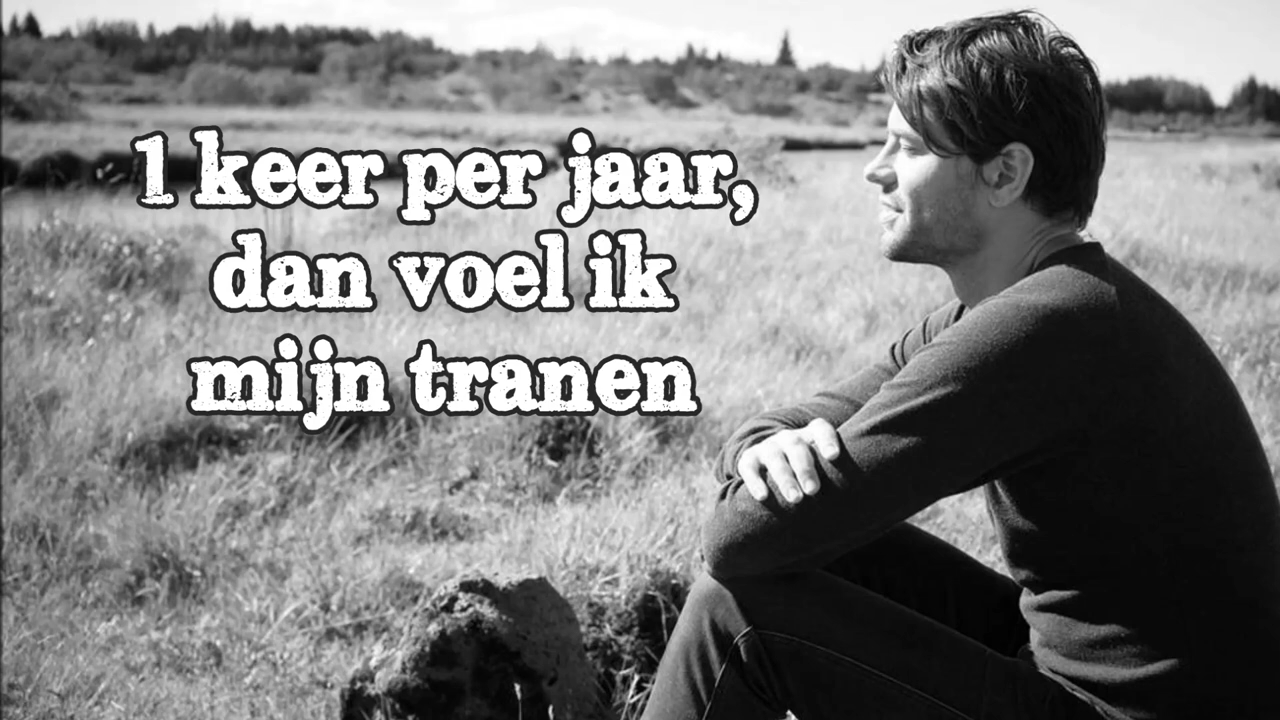 1 keer per jaar,
dan voel ik
mijn tranen